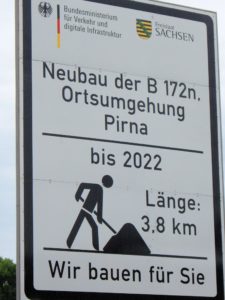 Bundesministerium
für Verkehr und
digitale Infrastruktur
Freistaat
SACHSEN
Neubau der B 172n,
Ortsumgehung
Pirna
bis 2022
Länge:
3,8 km
Wir bauen für Sie